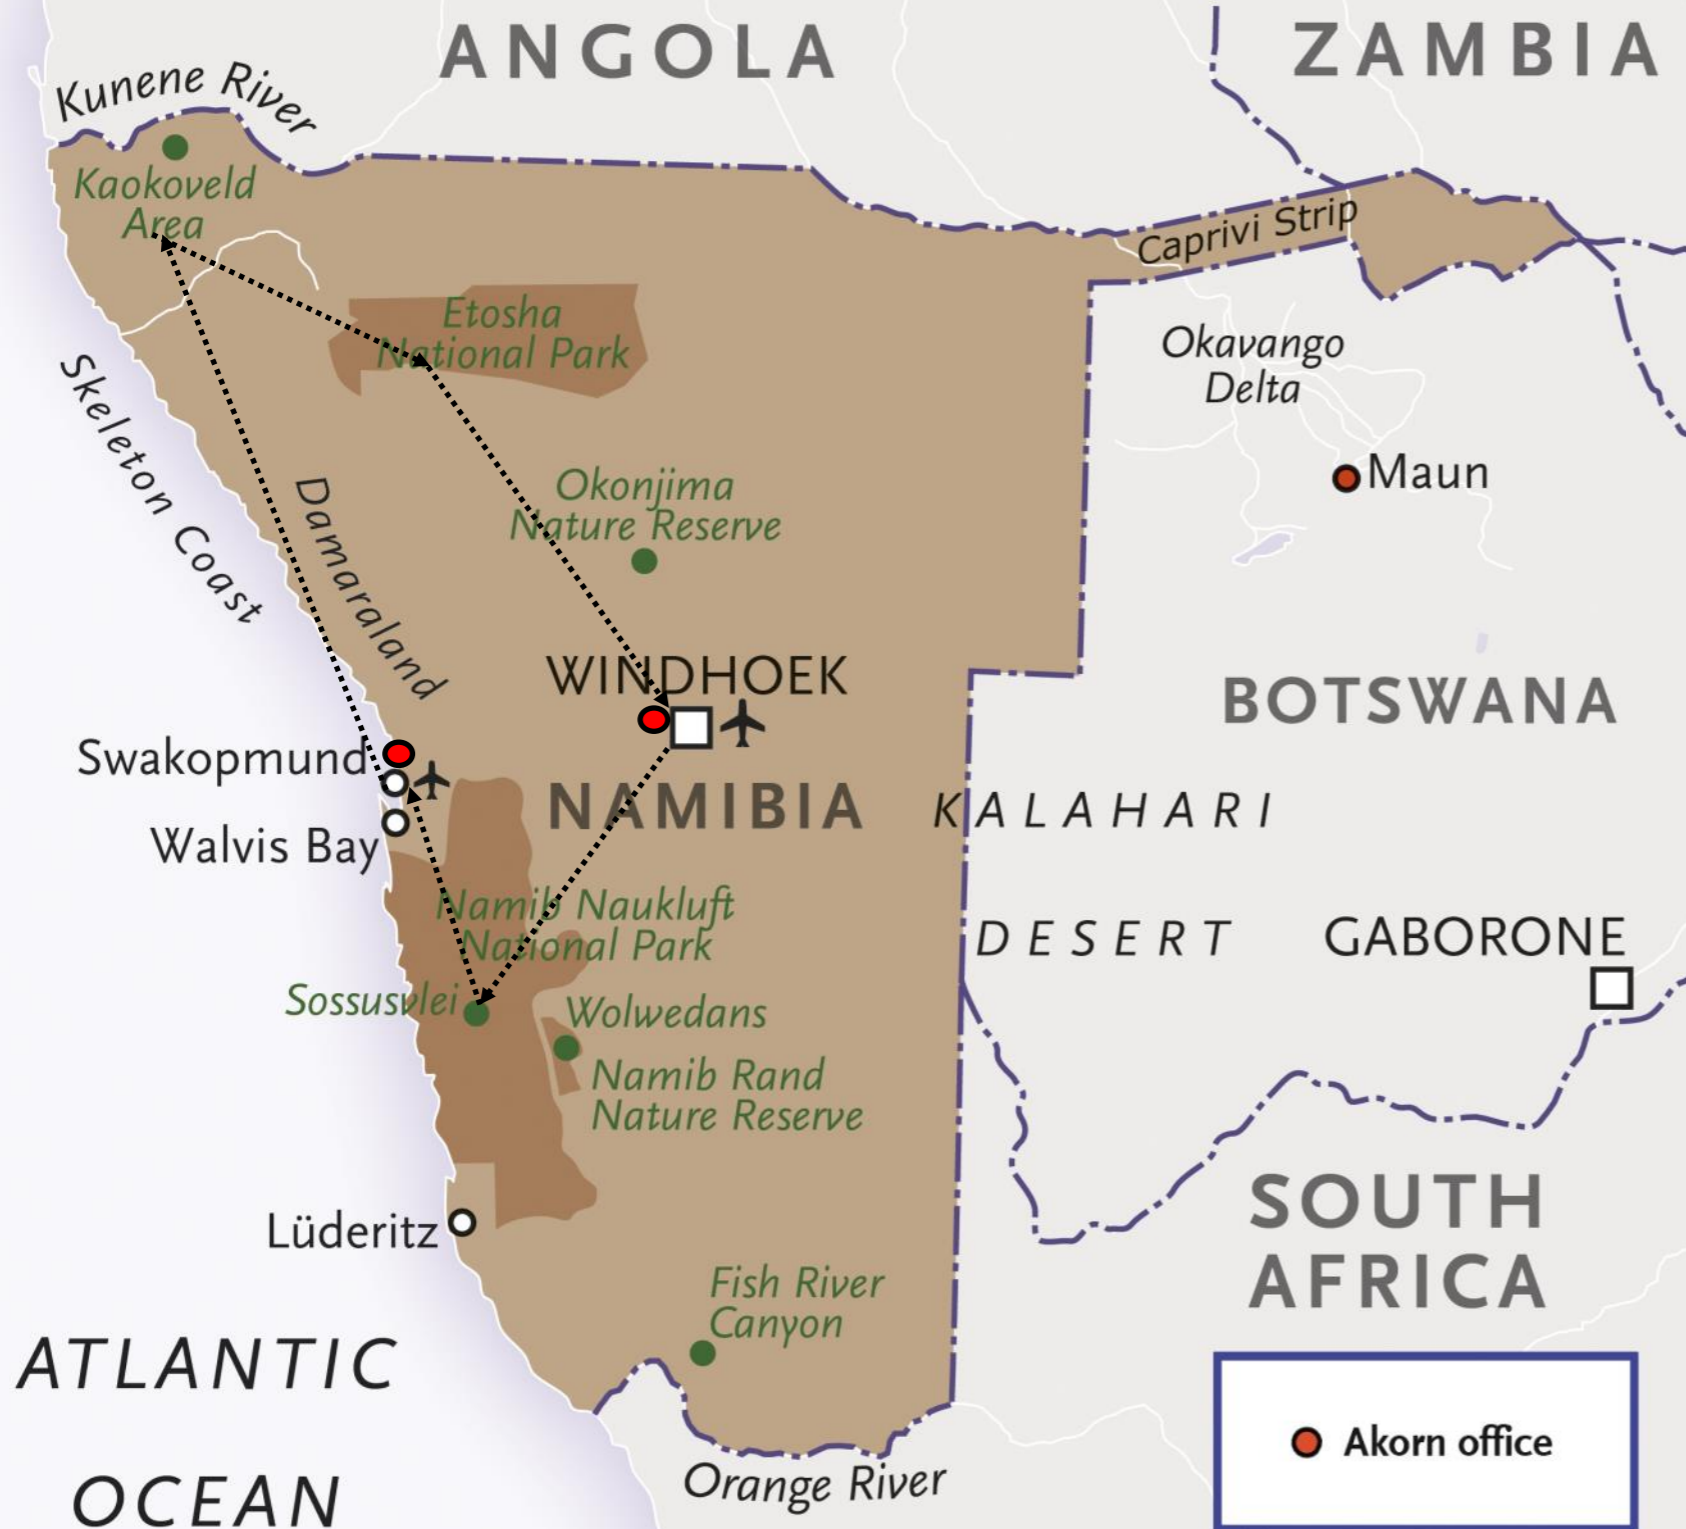 ANGOLA
ZAMBIA
Kunene River
Kaokoveld
Area
Caprivi Strip
Etosha
National Park
Okavango
Delta
Skeleton Coast
Damaraland
Okonjima
Nature Reserve
Maun
WINDHOEK
BOTSWANA
Swakopmund
NAMIBIA
KALAHARI
Walvis Bay
Namib Naukluft
National Park
DESERT
GABORONE
Sossusvlei
Wolwedans
Namib Rand
Nature Reserve
SOUTH
AFRICA
Lüderitz
Fish River
Canyon
ATLANTIC
OCEAN
Orange River
Akorn office